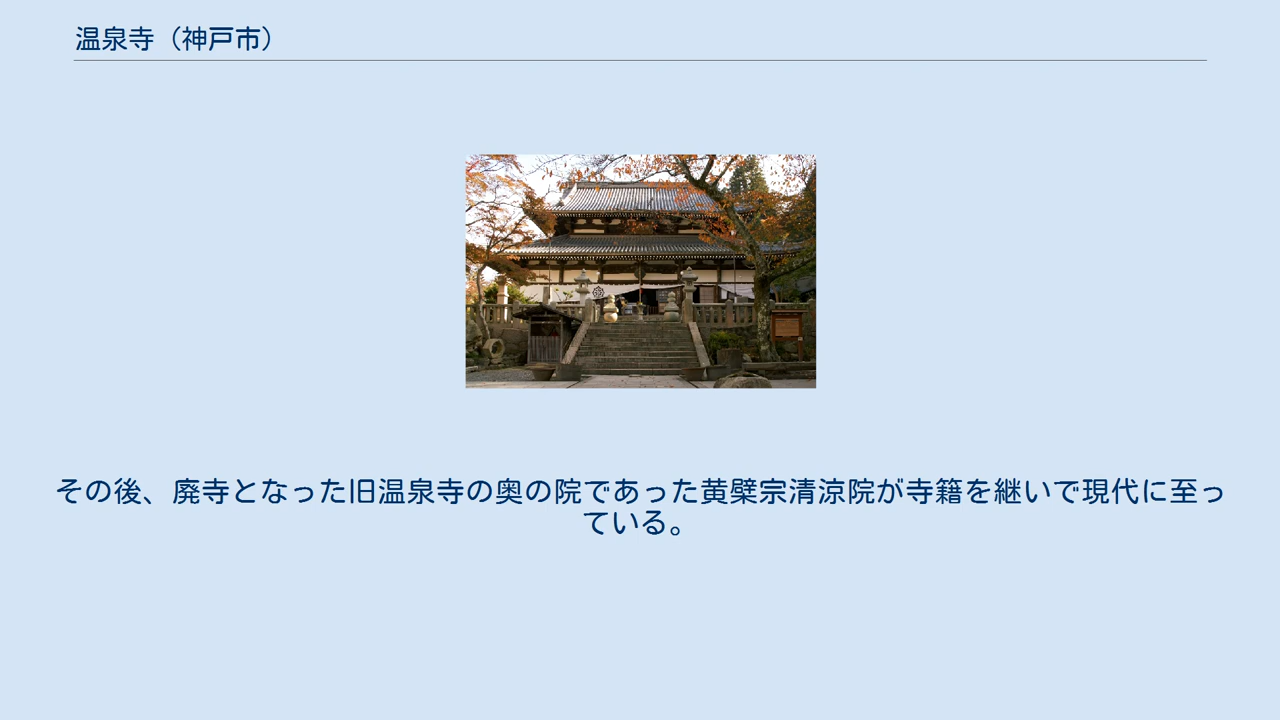 温泉寺（神戸市）
その後、廃寺となった旧温泉寺の奥の院であった黄檗宗清涼院が寺籍を継いで現代に至っ
ている。